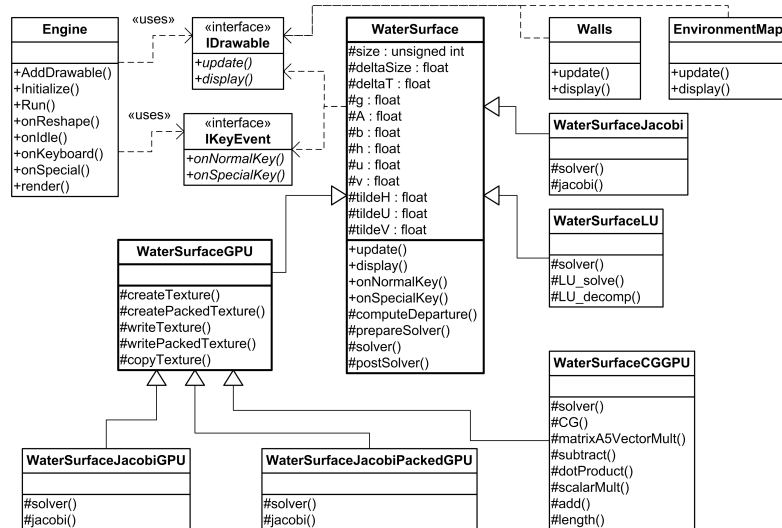 Engine
+AddDrawable()
+Initialize()
+Run()
+onReshape()
+onIdle()
+onKeyboard()
+onSpecial()
+render()
«uses»
«uses»
«interface»
IDrawable
+update()
+display()
«interface»
IKeyEvent
+onNormalKey()
+onSpecialKey()
WaterSurface
#size : unsigned int
#deltaSize : float
#deltaT : float
#g : float
#A : float
#b : float
#h : float
#u : float
#v : float
#tildeH : float
#tildeU : float
#tildeV : float
+update()
+display()
+onNormalKey()
+onSpecialKey()
#computeDeparture()
#prepareSolver()
#solver()
#postSolver()
Walls
+update()
+display()
EnvironmentMap
+update()
+display()
WaterSurfaceJacobi
#solver()
#jacobi()
WaterSurfaceLU
#solver()
#LU_solve()
#LU_decomp()
WaterSurfaceGPU
#createTexture()
#createPackedTexture()
#writeTexture()
#writePackedTexture()
#copyTexture()
WaterSurfaceCGGPU
#solver()
#CG()
#matrixA5VectorMult()
#subtract()
#dotProduct()
#scalarMult()
#add()
#length()
WaterSurfaceJacobiGPU
#solver()
#jacobi()
WaterSurfaceJacobiPackedGPU
#solver()
#jacobi()